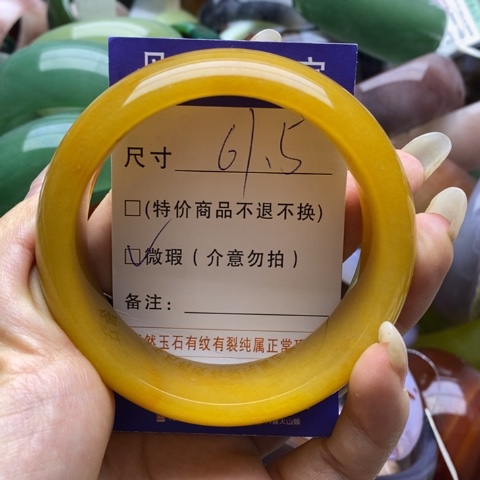 尺寸 61.5
□(特价商品不退不换)
☑微瑕(介意勿拍)
备注:
然玉石有纹有裂纯属正常